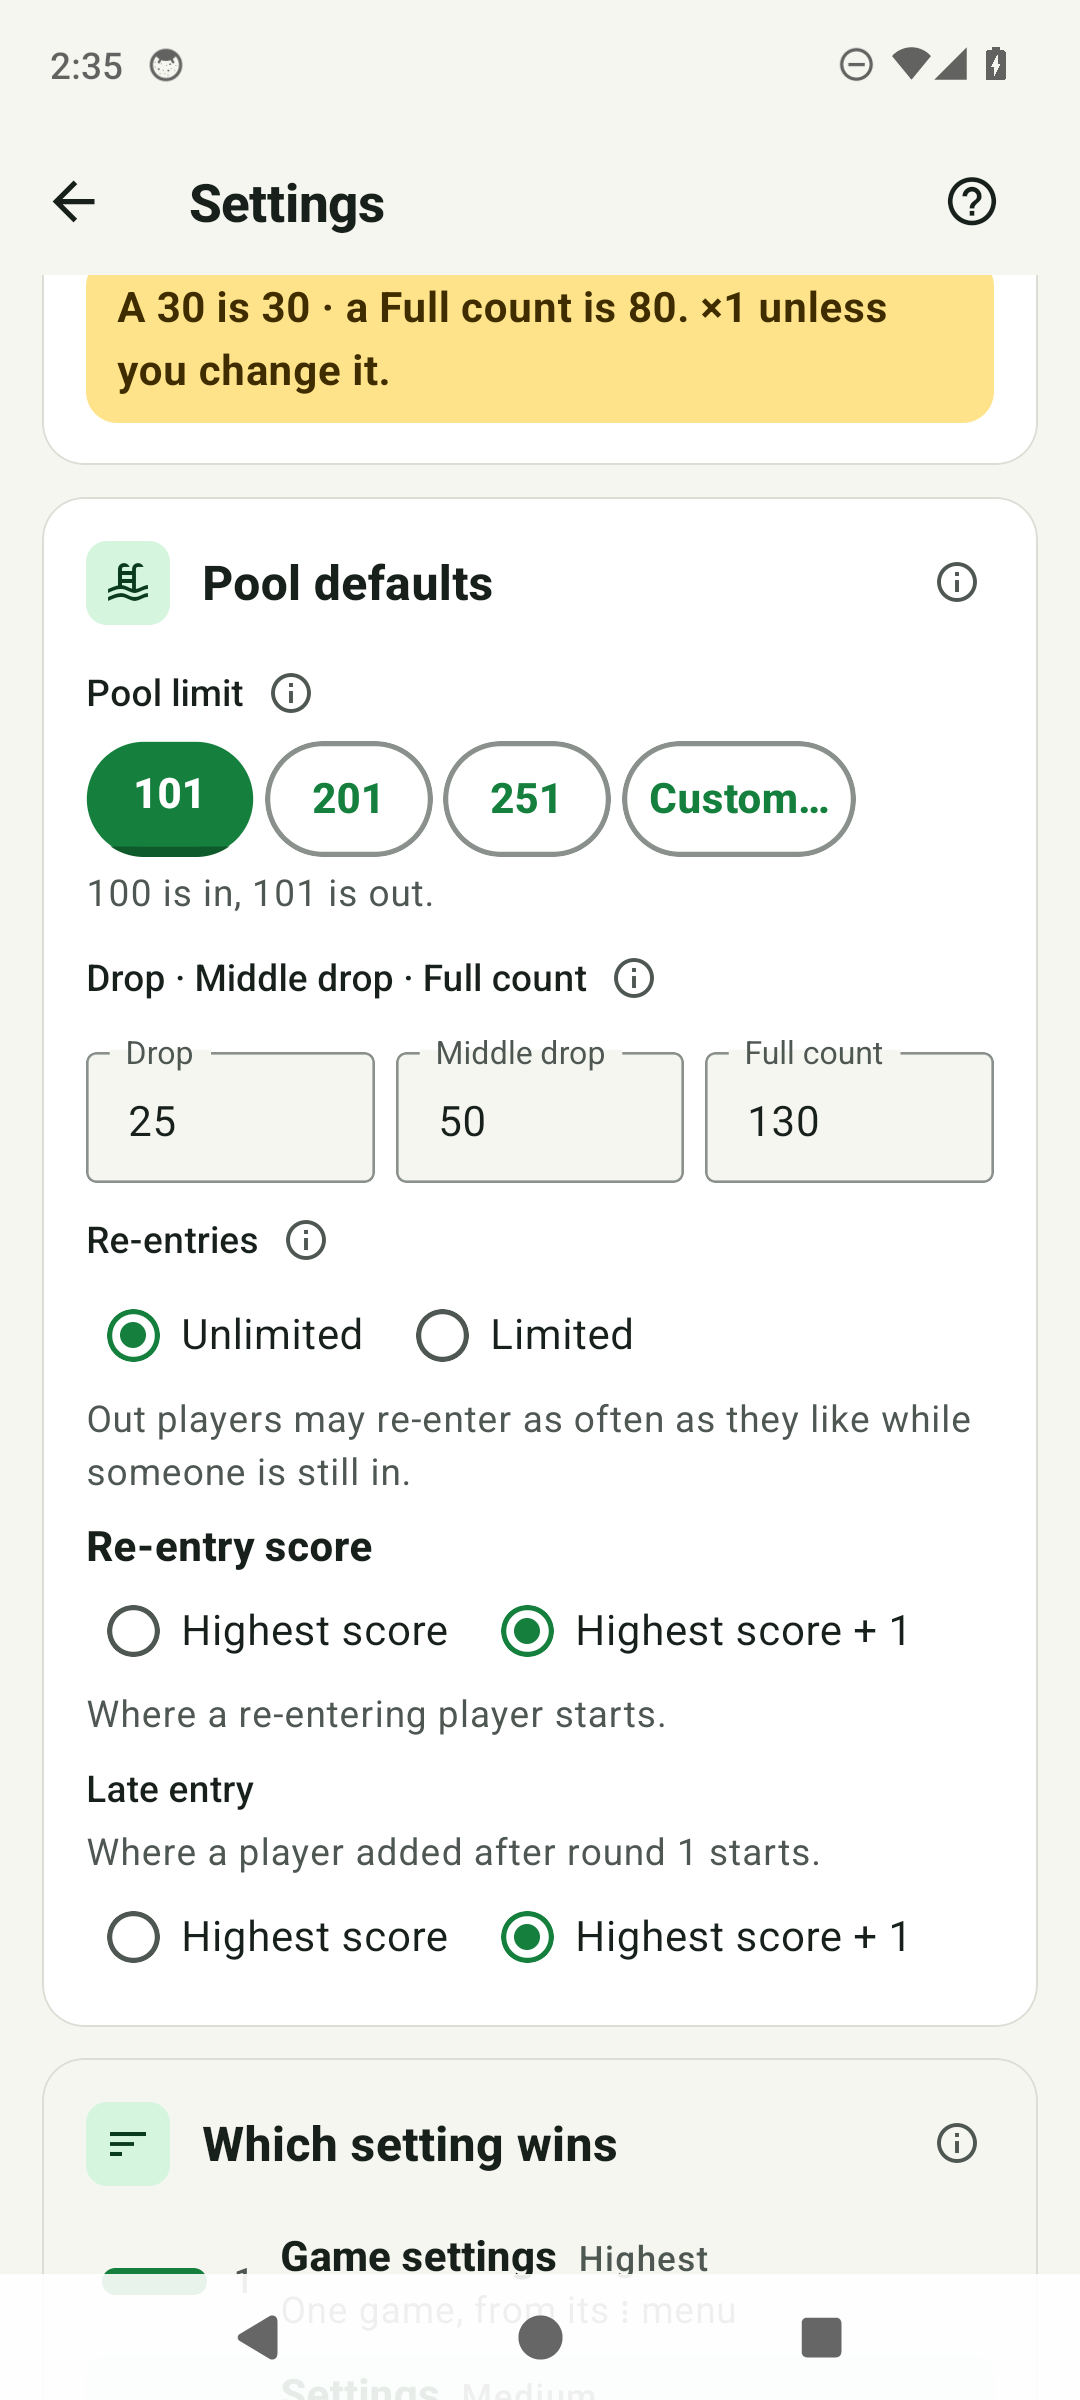 2:35
Settings
A 30 is 30 · a Full count is 80. ×1 unless
you change it.
Pool defaults
Pool limit
101 201 251 Custom…
100 is in, 101 is out.
Drop · Middle drop · Full count
Drop Middle drop Full count
25 50 130
Re-entries
Unlimited Limited
Out players may re-enter as often as they like while
someone is still in.
Re-entry score
Highest score Highest score + 1
Where a re-entering player starts.
Late entry
Where a player added after round 1 starts.
Highest score Highest score + 1
Which setting wins
1 Game settings Highest
One game, from its ⋮ menu
Settings Medium